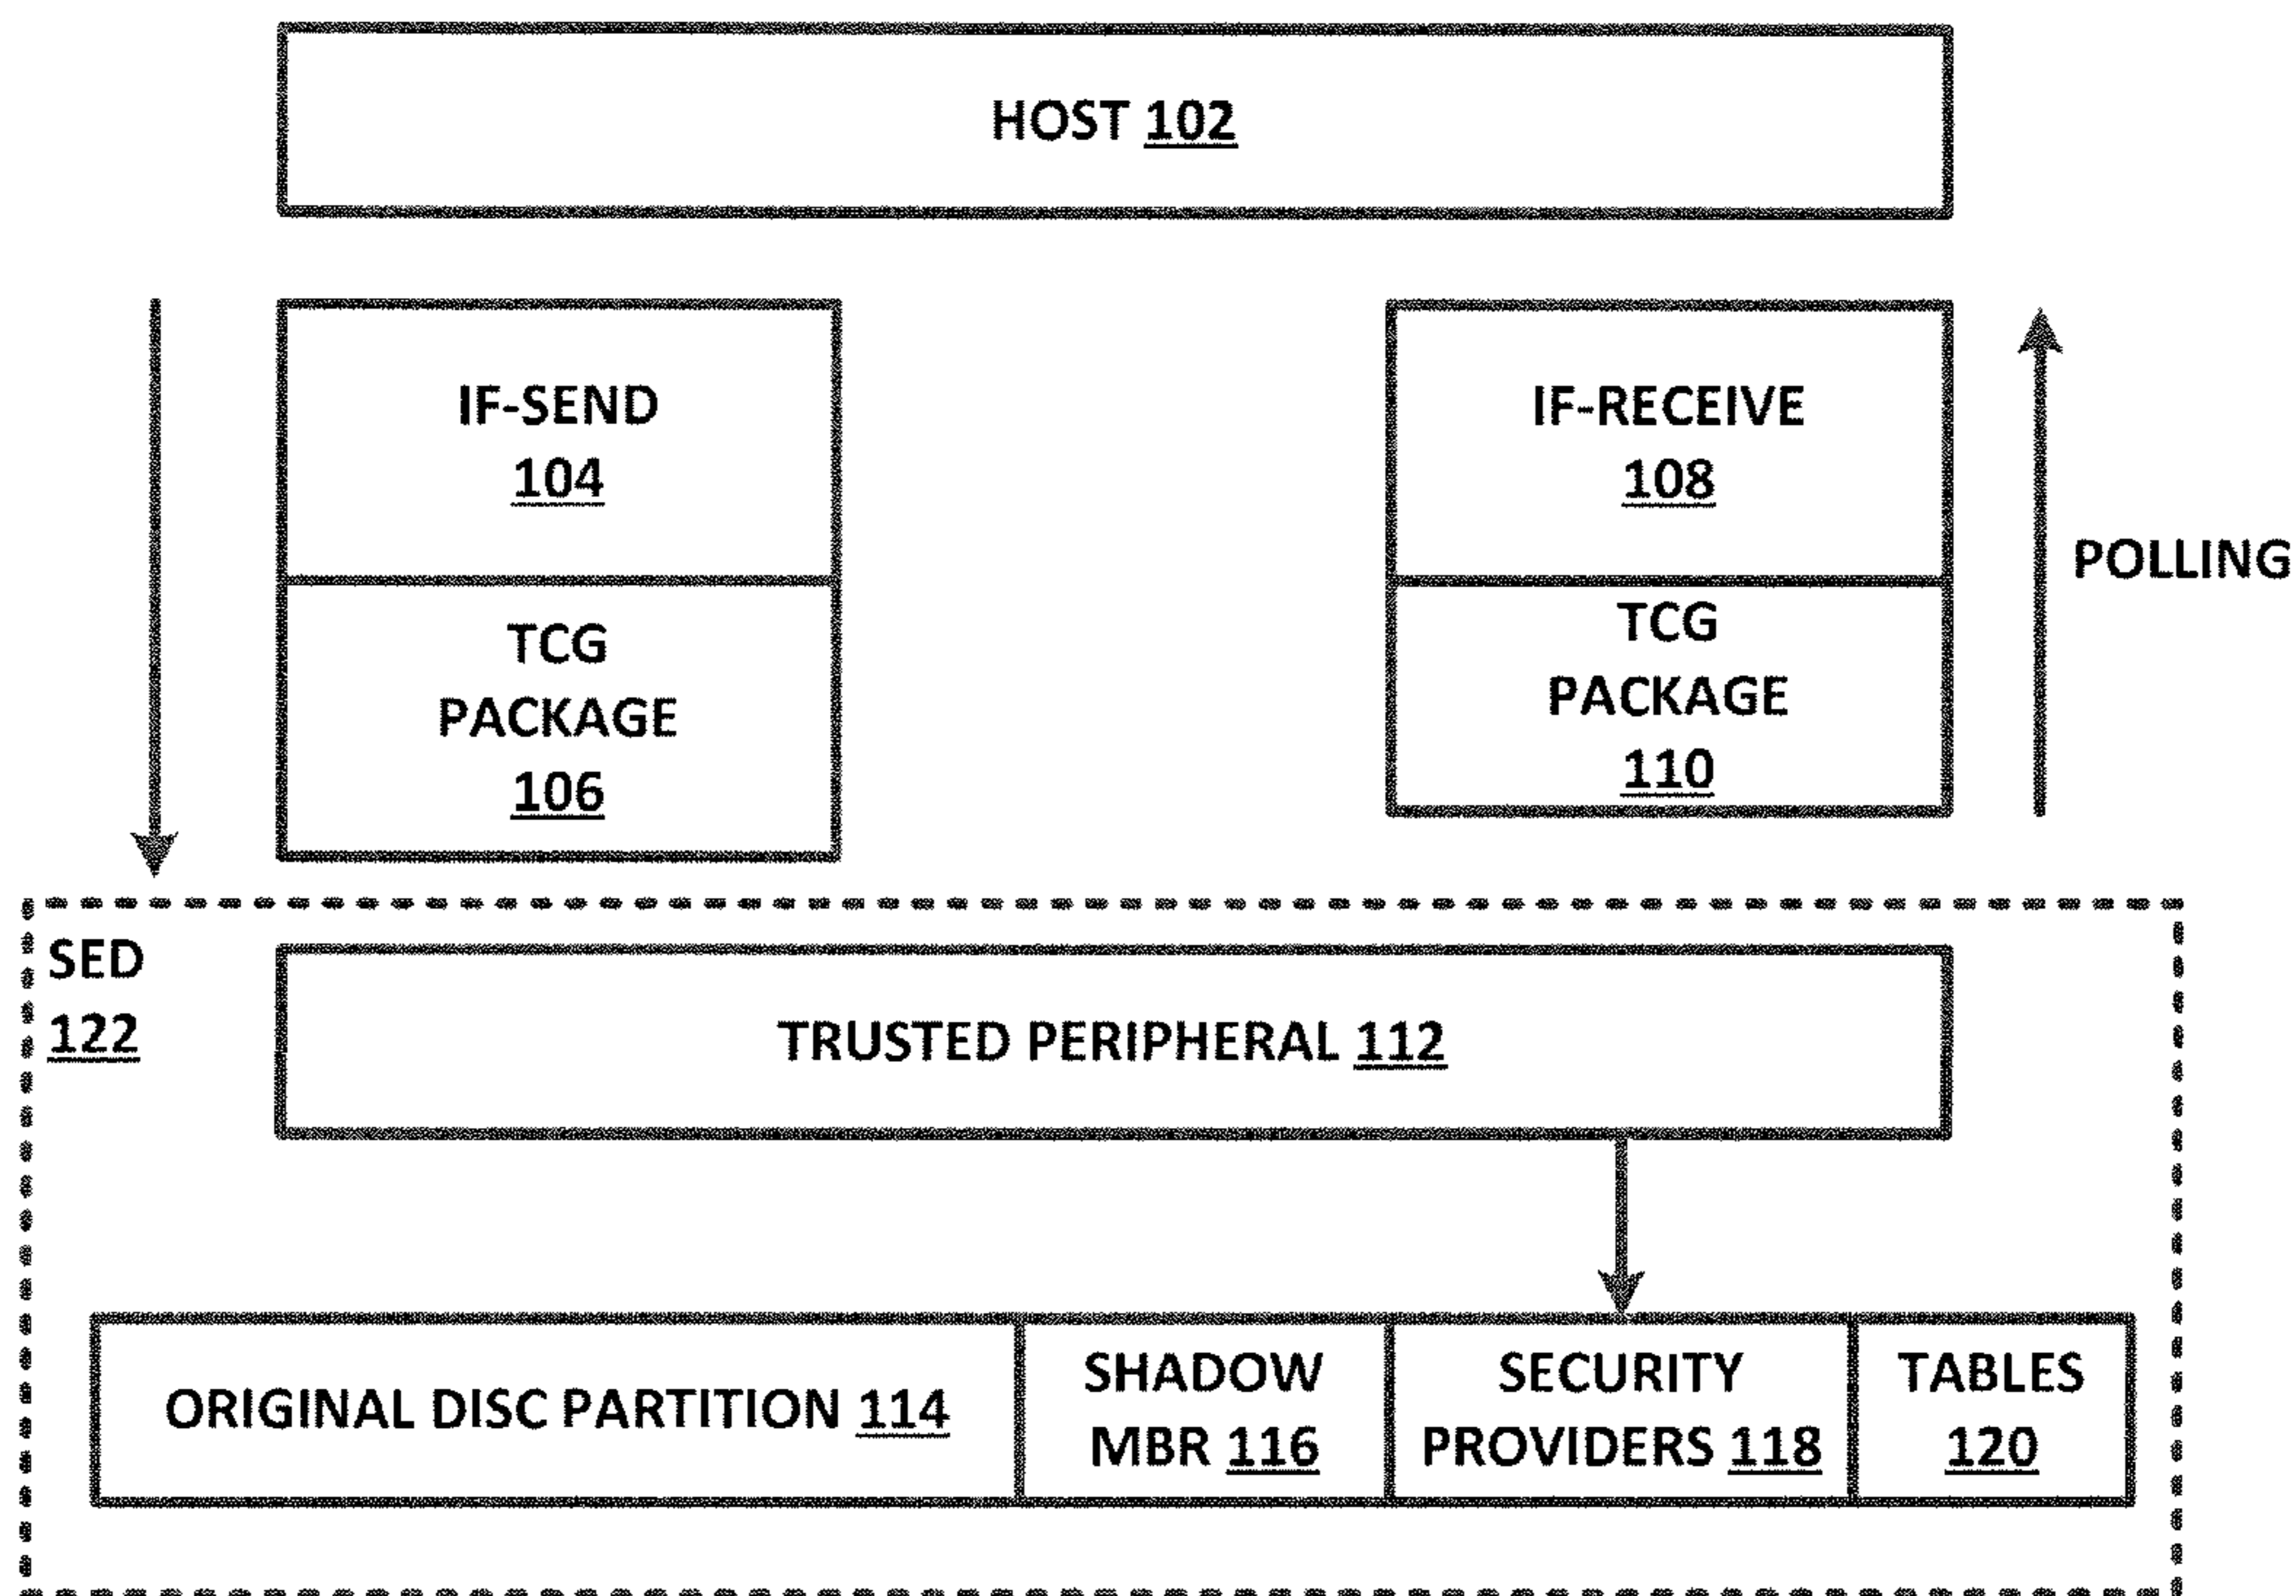 HOST 102
IF-SEND
104
TCG
PACKAGE
106
IF-RECEIVE
108
TCG
PACKAGE
110
POLLING
SED
122
TRUSTED PERIPHERAL 112
ORIGINAL DISC PARTITION 114
SHADOW
MBR 116
SECURITY
PROVIDERS 118
TABLES
120